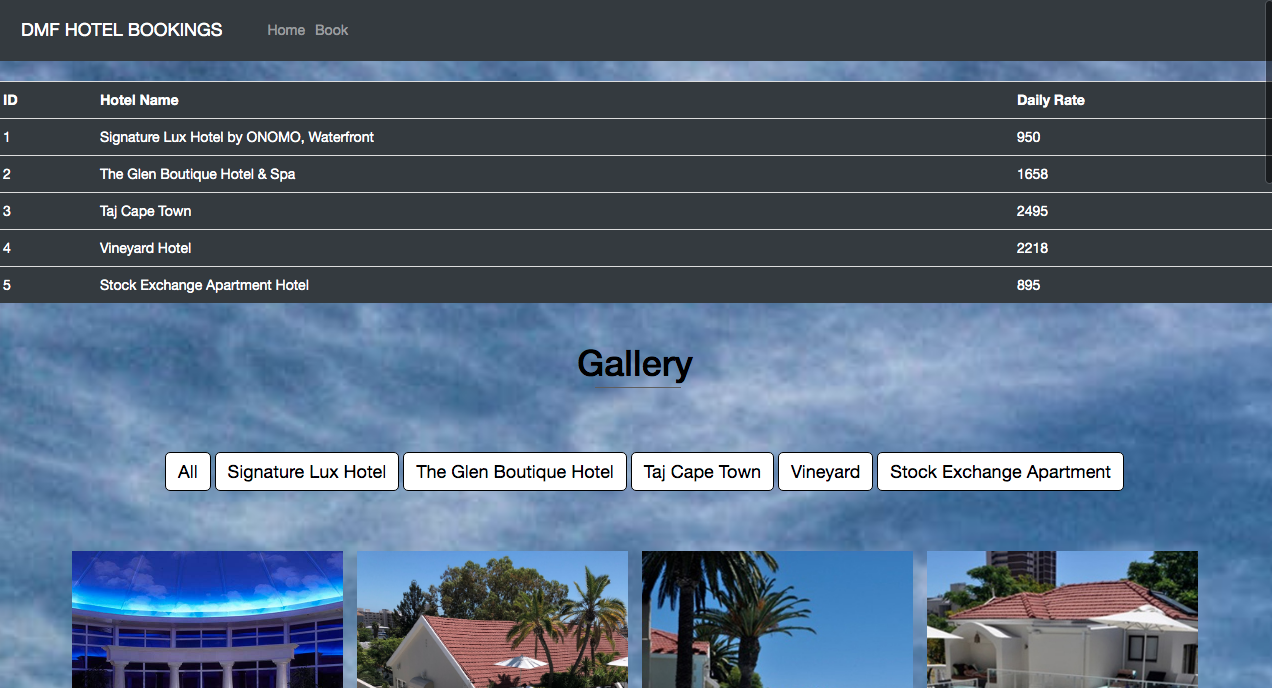 DMF HOTEL BOOKINGS Home Book
ID Hotel Name Daily Rate
1 Signature Lux Hotel by ONOMO, Waterfront 950
2 The Glen Boutique Hotel & Spa 1658
3 Taj Cape Town 2495
4 Vineyard Hotel 2218
5 Stock Exchange Apartment Hotel 895
Gallery
All Signature Lux Hotel The Glen Boutique Hotel Taj Cape Town Vineyard Stock Exchange Apartment